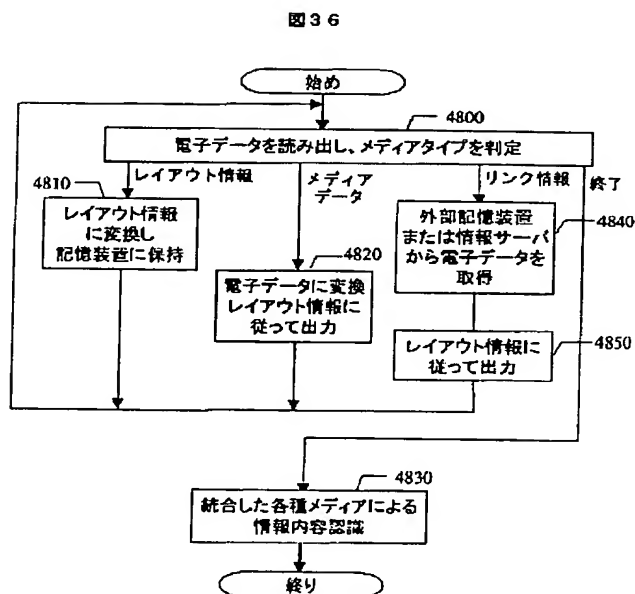 図３６
始め
4800
電子データを読み出し、メディアタイプを判定
レイアウト情報
メディア
データ
リンク情報
終了
4810
レイアウト情報
に変換し
記憶装置に保持
4820
電子データに変換
レイアウト情報に
従って出力
外部記憶装置
または情報サーバ
から電子データを
取得
4840
レイアウト情報に
従って出力
4850
4830
統合した各種メディアによる
情報内容認識
終り